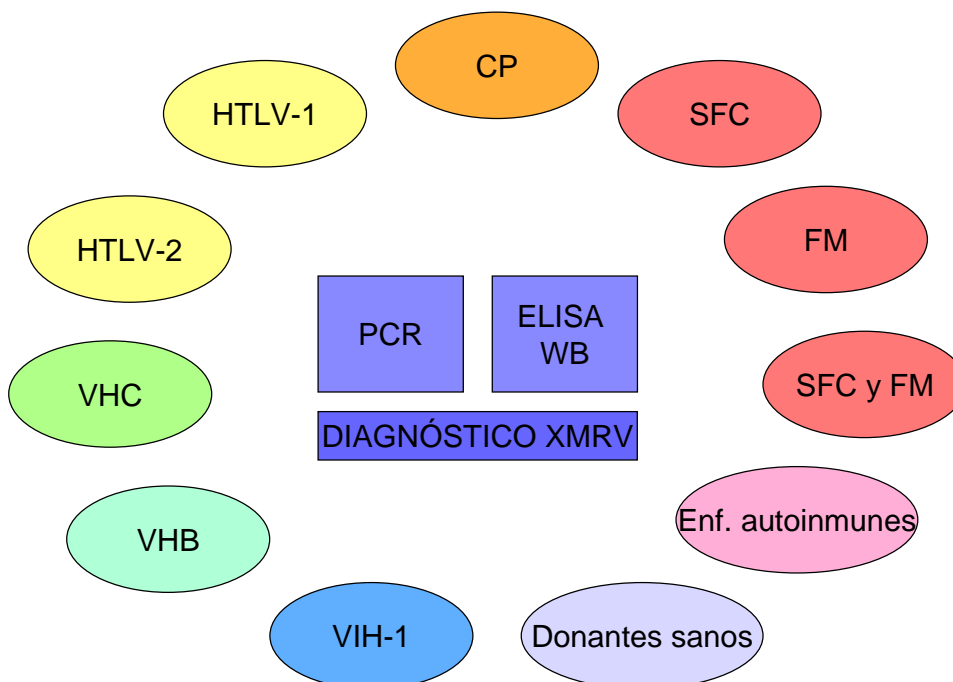 CP
HTLV-1
SFC
HTLV-2
FM
PCR
ELISA
WB
VHC
SFC y FM
DIAGNÓSTICO XMRV
VHB
Enf. autoinmunes
VIH-1
Donantes sanos